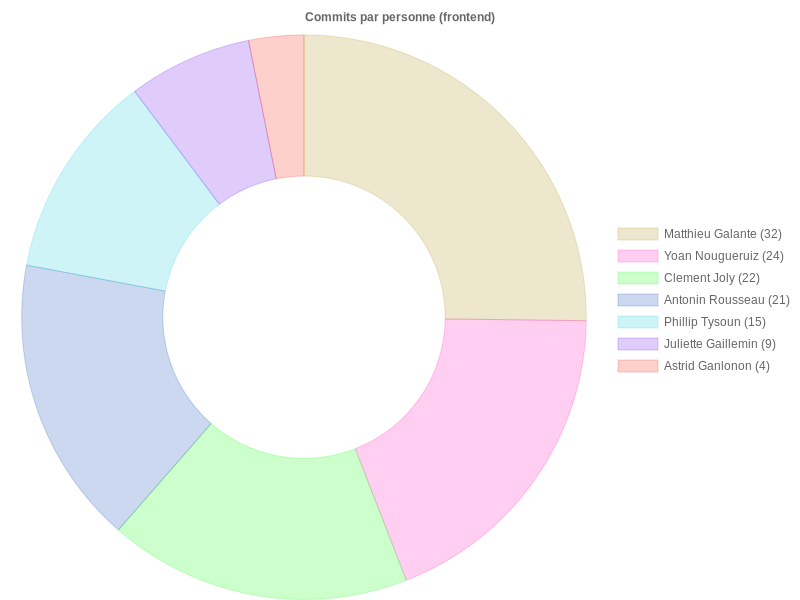 Commits par personne (frontend)
Matthieu Galante (32)
Yoan Nougueruiz (24)
Clement Joly (22)
Antonin Rousseau (21)
Phillip Tysoun (15)
Juliette Gaillemin (9)
Astrid Ganlonon (4)